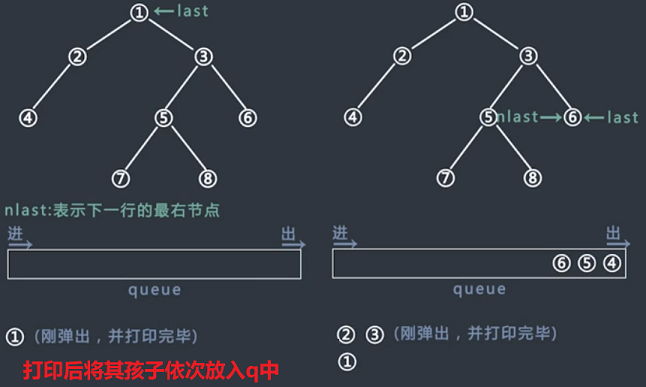 ① ←last
② ③
④ ⑤ ⑥
⑦ ⑧
nlast:表示下一行的最右节点
进 出
queue
① (刚弹出，并打印完毕)
打印后将其孩子依次放入q中
①
② ③
④ ⑤nlast→⑥←last
⑦ ⑧
进 出
⑥ ⑤ ④
queue
② ③ (刚弹出，并打印完毕)
①